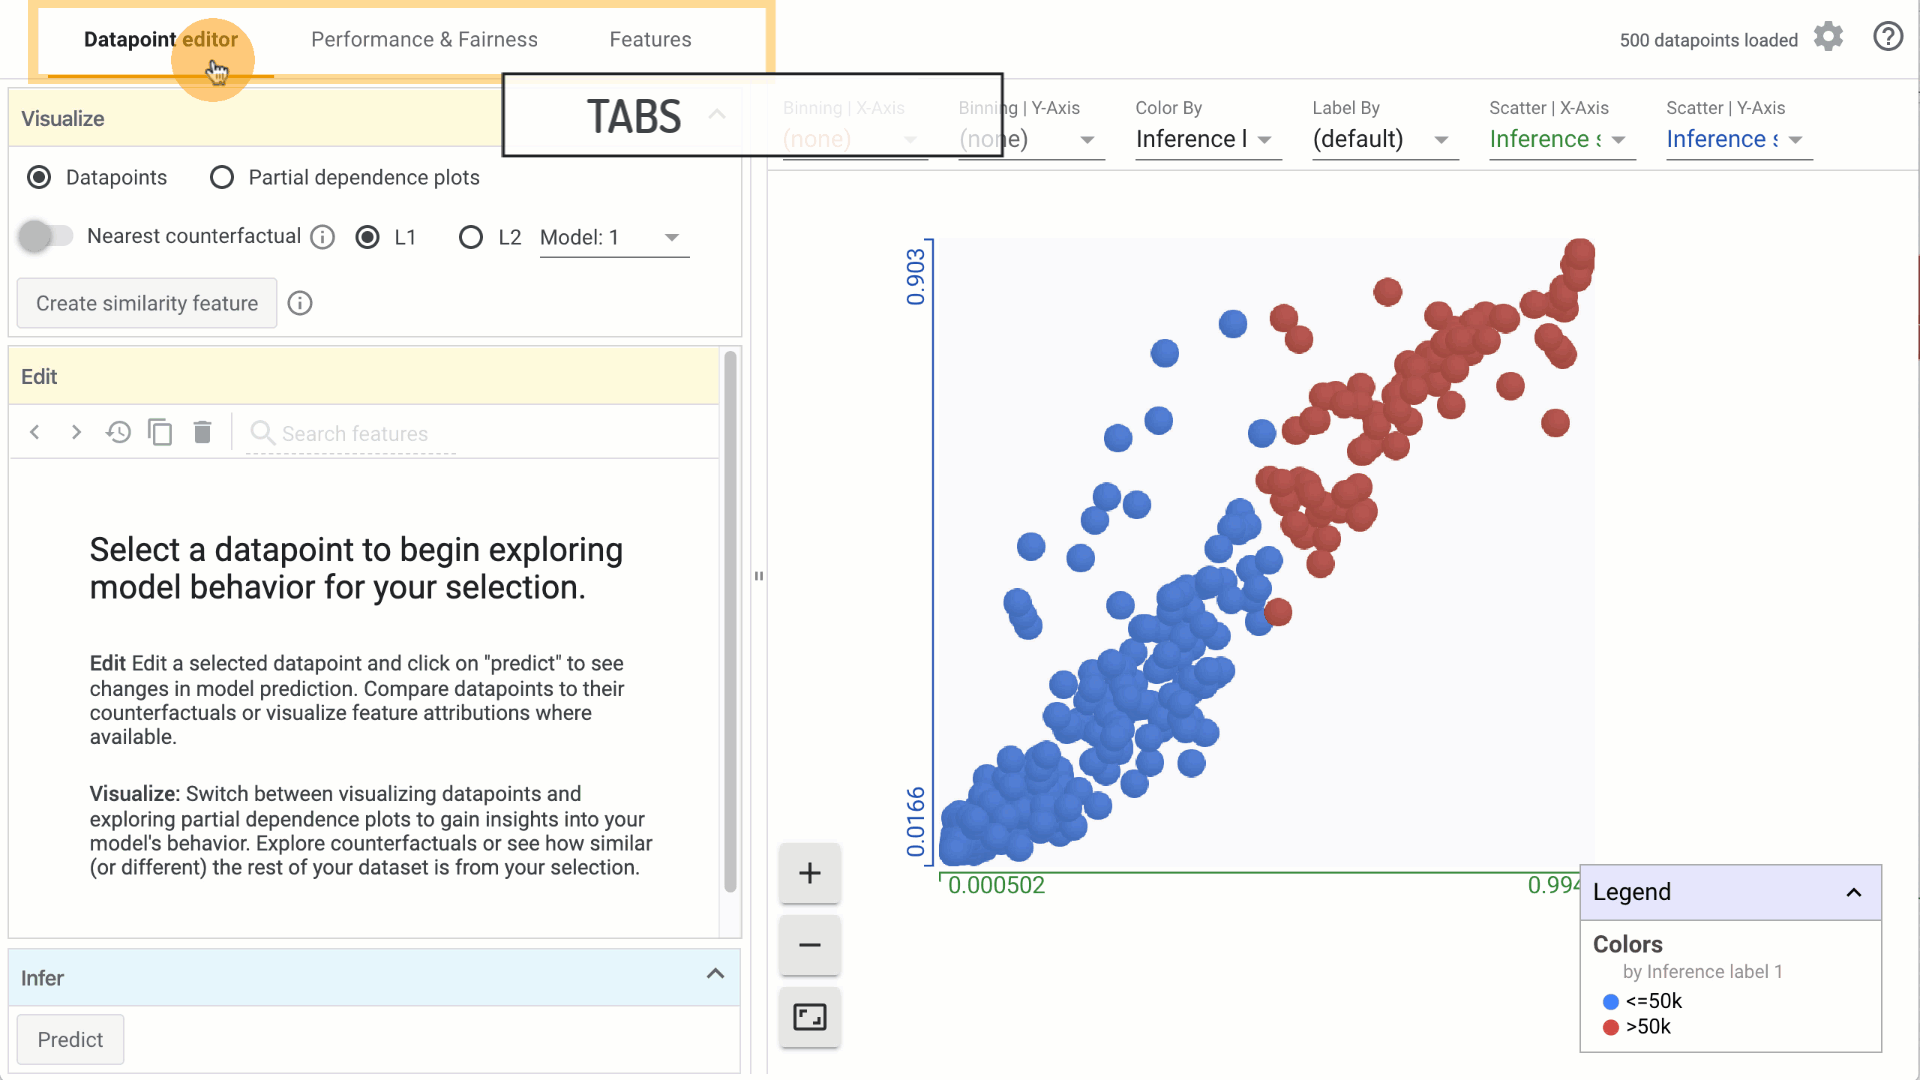 Datapoint editor
Performance & Fairness
Features
500 datapoints loaded
TABS
Visualize
Binning | X-Axis
(none)
Binning | Y-Axis
(none)
Color By
Inference l
Label By
(default)
Scatter | X-Axis
Inference s
Scatter | Y-Axis
Inference s
Datapoints
Partial dependence plots
Nearest counterfactual
L1
L2
Model: 1
Create similarity feature
Edit
Search features
Select a datapoint to begin exploring
model behavior for your selection.
Edit Edit a selected datapoint and click on "predict" to see
changes in model prediction. Compare datapoints to their
counterfactuals or visualize feature attributions where
available.
Visualize: Switch between visualizing datapoints and
exploring partial dependence plots to gain insights into your
model's behavior. Explore counterfactuals or see how similar
(or different) the rest of your dataset is from your selection.
Infer
Predict
0.903
0.0166
0.000502
0.994
Legend
Colors
by Inference label 1
<=50k
>50k